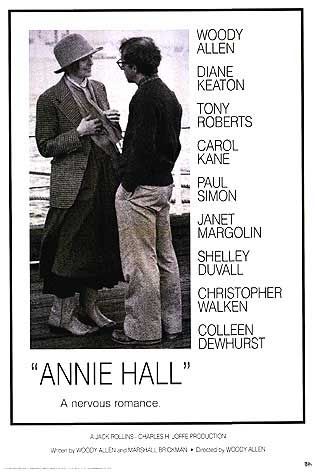 WOODY
ALLEN
DIANE
KEATON
TONY
ROBERTS
CAROL
KANE
PAUL
SIMON
JANET
MARGOLIN
SHELLEY
DUVALL
CHRISTOPHER
WALKEN
COLLEEN
DEWHURST
"ANNIE HALL"
A nervous romance.
A JACK ROLLINS - CHARLES H. JOFFE PRODUCTION
Written by WOODY ALLEN and MARSHALL BRICKMAN • Directed by WOODY ALLEN